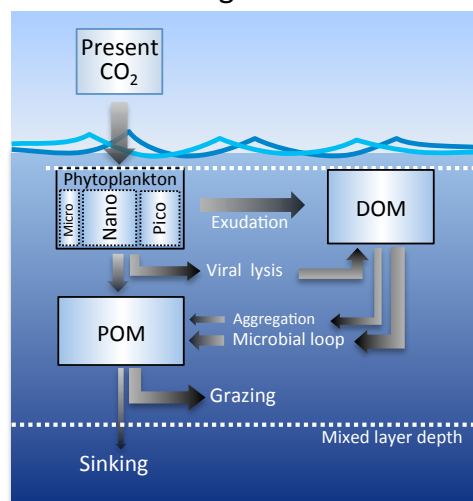 Present
CO₂
Phytoplankton
Micro
Nano
Pico
Exudation
DOM
Viral lysis
Aggregation
Microbial loop
POM
Grazing
Mixed layer depth
Sinking